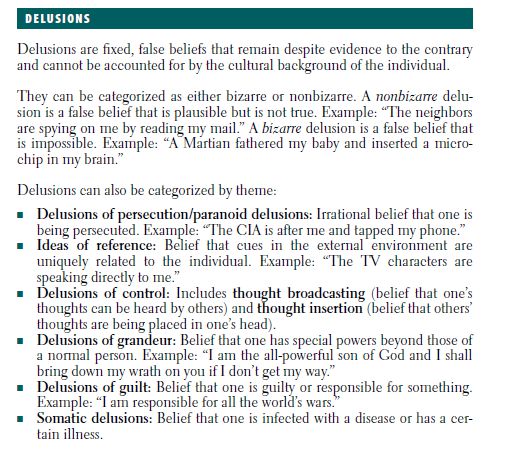 DELUSIONS
Delusions are fixed, false beliefs that remain despite evidence to the contrary
and cannot be accounted for by the cultural background of the individual.
They can be categorized as either bizarre or nonbizarre. A nonbizarre delu-
sion is a false belief that is plausible but is not true. Example: “The neighbors
are spying on me by reading my mail.” A bizarre delusion is a false belief that
is impossible. Example: “A Martian fathered my baby and inserted a micro-
chip in my brain.”
Delusions can also be categorized by theme:
■ Delusions of persecution/paranoid delusions: Irrational belief that one is
being persecuted. Example: “The CIA is after me and tapped my phone.”
■ Ideas of reference: Belief that cues in the external environment are
uniquely related to the individual. Example: “The TV characters are
speaking directly to me.”
■ Delusions of control: Includes thought broadcasting (belief that one’s
thoughts can be heard by others) and thought insertion (belief that others’
thoughts are being placed in one’s head).
■ Delusions of grandeur: Belief that one has special powers beyond those of
a normal person. Example: “I am the all-powerful son of God and I shall
bring down my wrath on you if I don’t get my way.”
■ Delusions of guilt: Belief that one is guilty or responsible for something.
Example: “I am responsible for all the world’s wars.”
■ Somatic delusions: Belief that one is infected with a disease or has a cer-
tain illness.